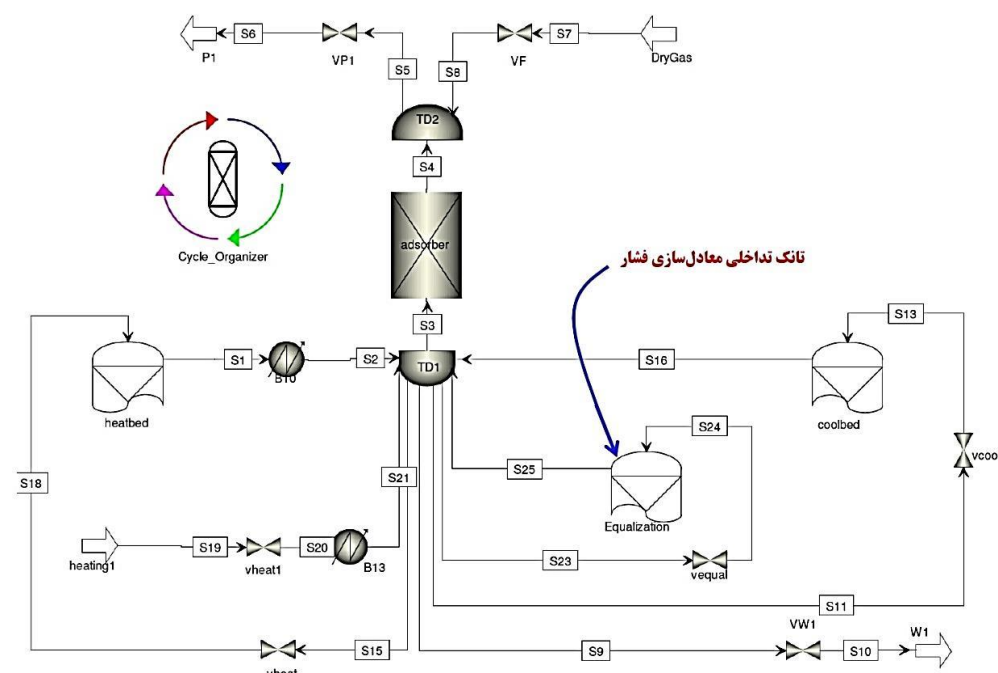 S6
S7
P1
VP1
VF
DryGas
S5
S8
TD2
S4
adsorber
Cycle_Organizer
تانک تداخلی معادل‌سازی فشار
S3
S13
S1
B10
S2
TD1
S16
heatbed
coolbed
S24
vcoo
S25
S21
S18
Equalization
S19
S20
heating1
vheat1
B13
S23
vequal
S11
VW1
W1
S15
S9
S10
vheat